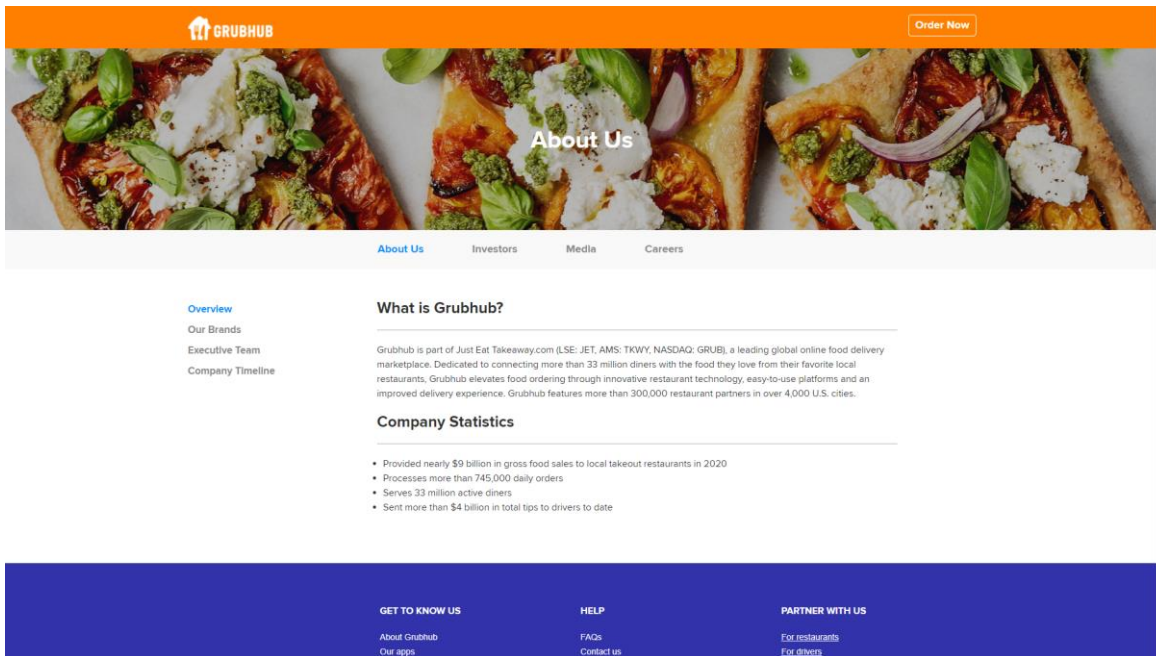 GRUBHUB
Order Now
About Us
About Us Investors Media Careers
Overview
Our Brands
Executive Team
Company Timeline
What is Grubhub?
Grubhub is part of Just Eat Takeaway.com (LSE: JET, AMS: TKWY, NASDAQ: GRUB), a leading global online food delivery
marketplace. Dedicated to connecting more than 33 million diners with the food they love from their favorite local
restaurants, Grubhub elevates food ordering through innovative restaurant technology, easy-to-use platforms and an
improved delivery experience. Grubhub features more than 300,000 restaurant partners in over 4,000 U.S. cities.
Company Statistics
• Provided nearly $9 billion in gross food sales to local takeout restaurants in 2020
• Processes more than 745,000 daily orders
• Serves 33 million active diners
• Sent more than $4 billion in total tips to drivers to date
GET TO KNOW US
About Grubhub
Our apps
HELP
FAQs
Contact us
PARTNER WITH US
For restaurants
For drivers